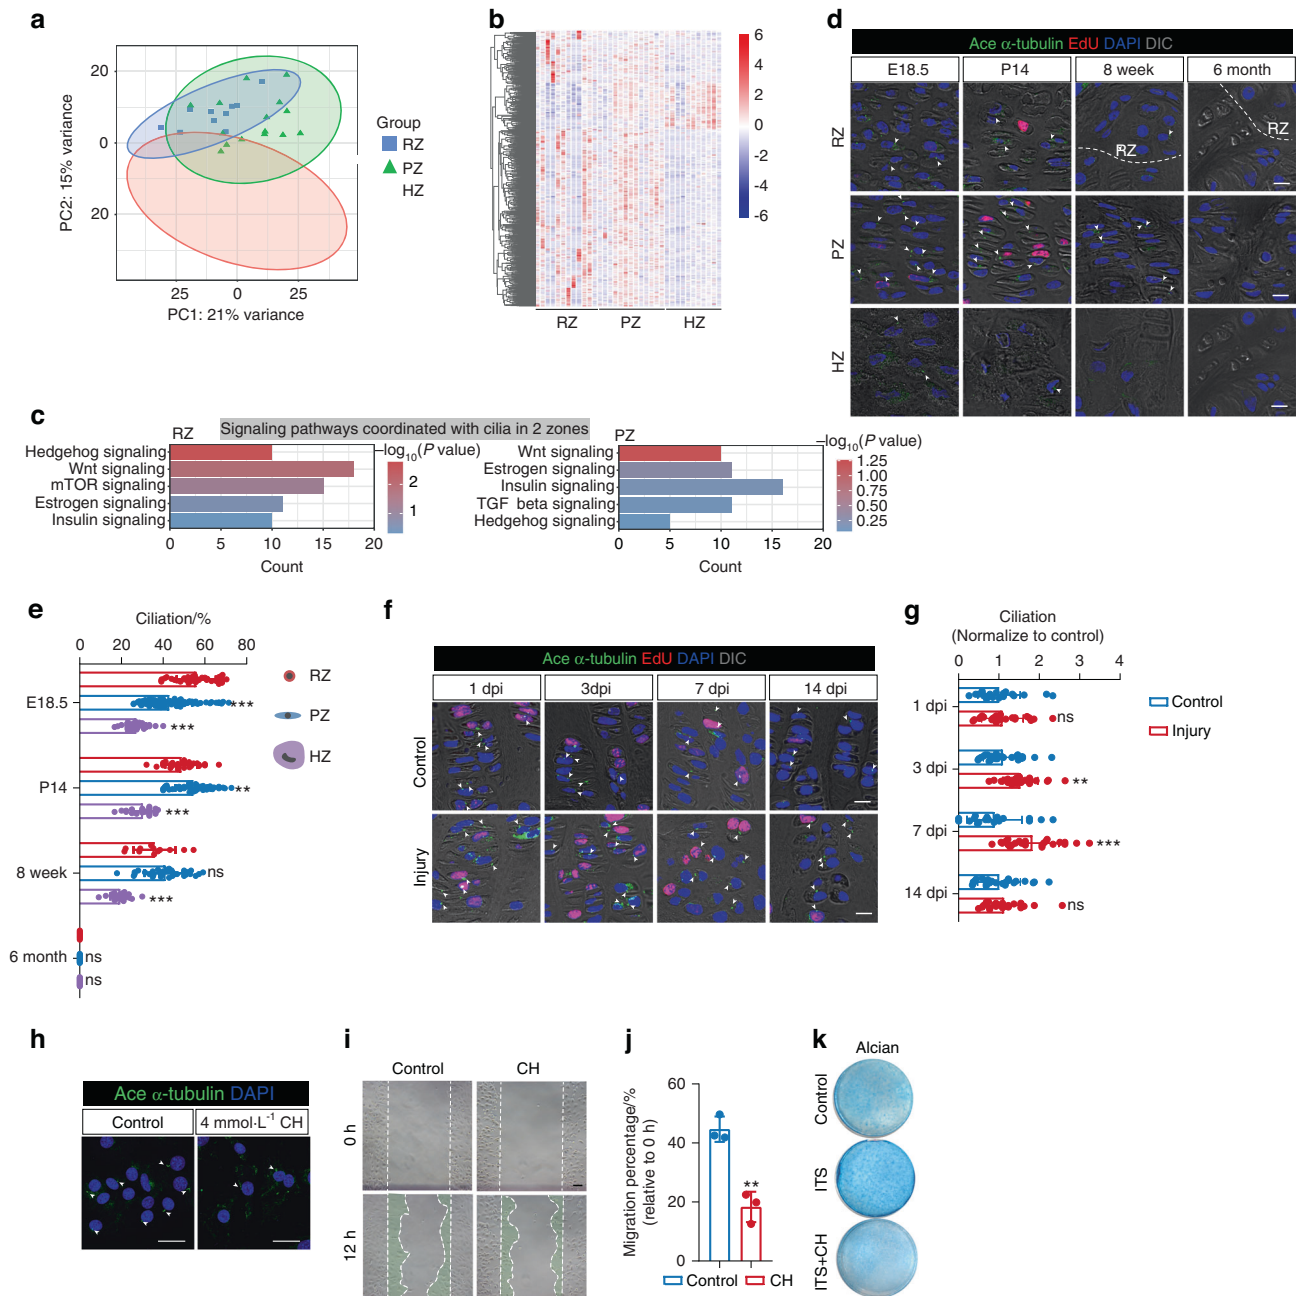 a
20
0
20
PC2: 15% variance
25
0
25
PC1: 21% variance
Group
RZ
PZ
HZ
b
6
4
2
0
-2
-4
-6
RZ
PZ
HZ
c
Signaling pathways coordinated with cilia in 2 zones
RZ
Hedgehog signaling
Wnt signaling
mTOR signaling
Estrogen signaling
Insulin signaling
0
5
10
15
20
Count
–log10(P value)
2
1
PZ
Wnt signaling
Estrogen signaling
Insulin signaling
TGF beta signaling
Hedgehog signaling
0
5
10
15
20
Count
–log10(P value)
1.25
1.00
0.75
0.50
0.25
d
Ace α-tubulin EdU DAPI DIC
E18.5
P14
8 week
6 month
RZ
RZ
RZ
PZ
HZ
e
Ciliation/%
0
20
40
60
80
E18.5
***
***
P14
**
***
8 week
ns
***
6 month
ns
ns
RZ
PZ
HZ
f
Ace α-tubulin EdU DAPI DIC
1 dpi
3dpi
7 dpi
14 dpi
Control
Injury
g
Ciliation
(Normalize to control)
0
1
2
3
4
1 dpi
ns
3 dpi
**
7 dpi
***
14 dpi
ns
Control
Injury
h
Ace α-tubulin DAPI
Control
4 mmol·L-1 CH
i
Control
CH
0 h
12 h
j
60
40
20
0
Migration percentage/%
(relative to 0 h)
**
Control
CH
k
Alcian
Control
ITS
ITS+CH